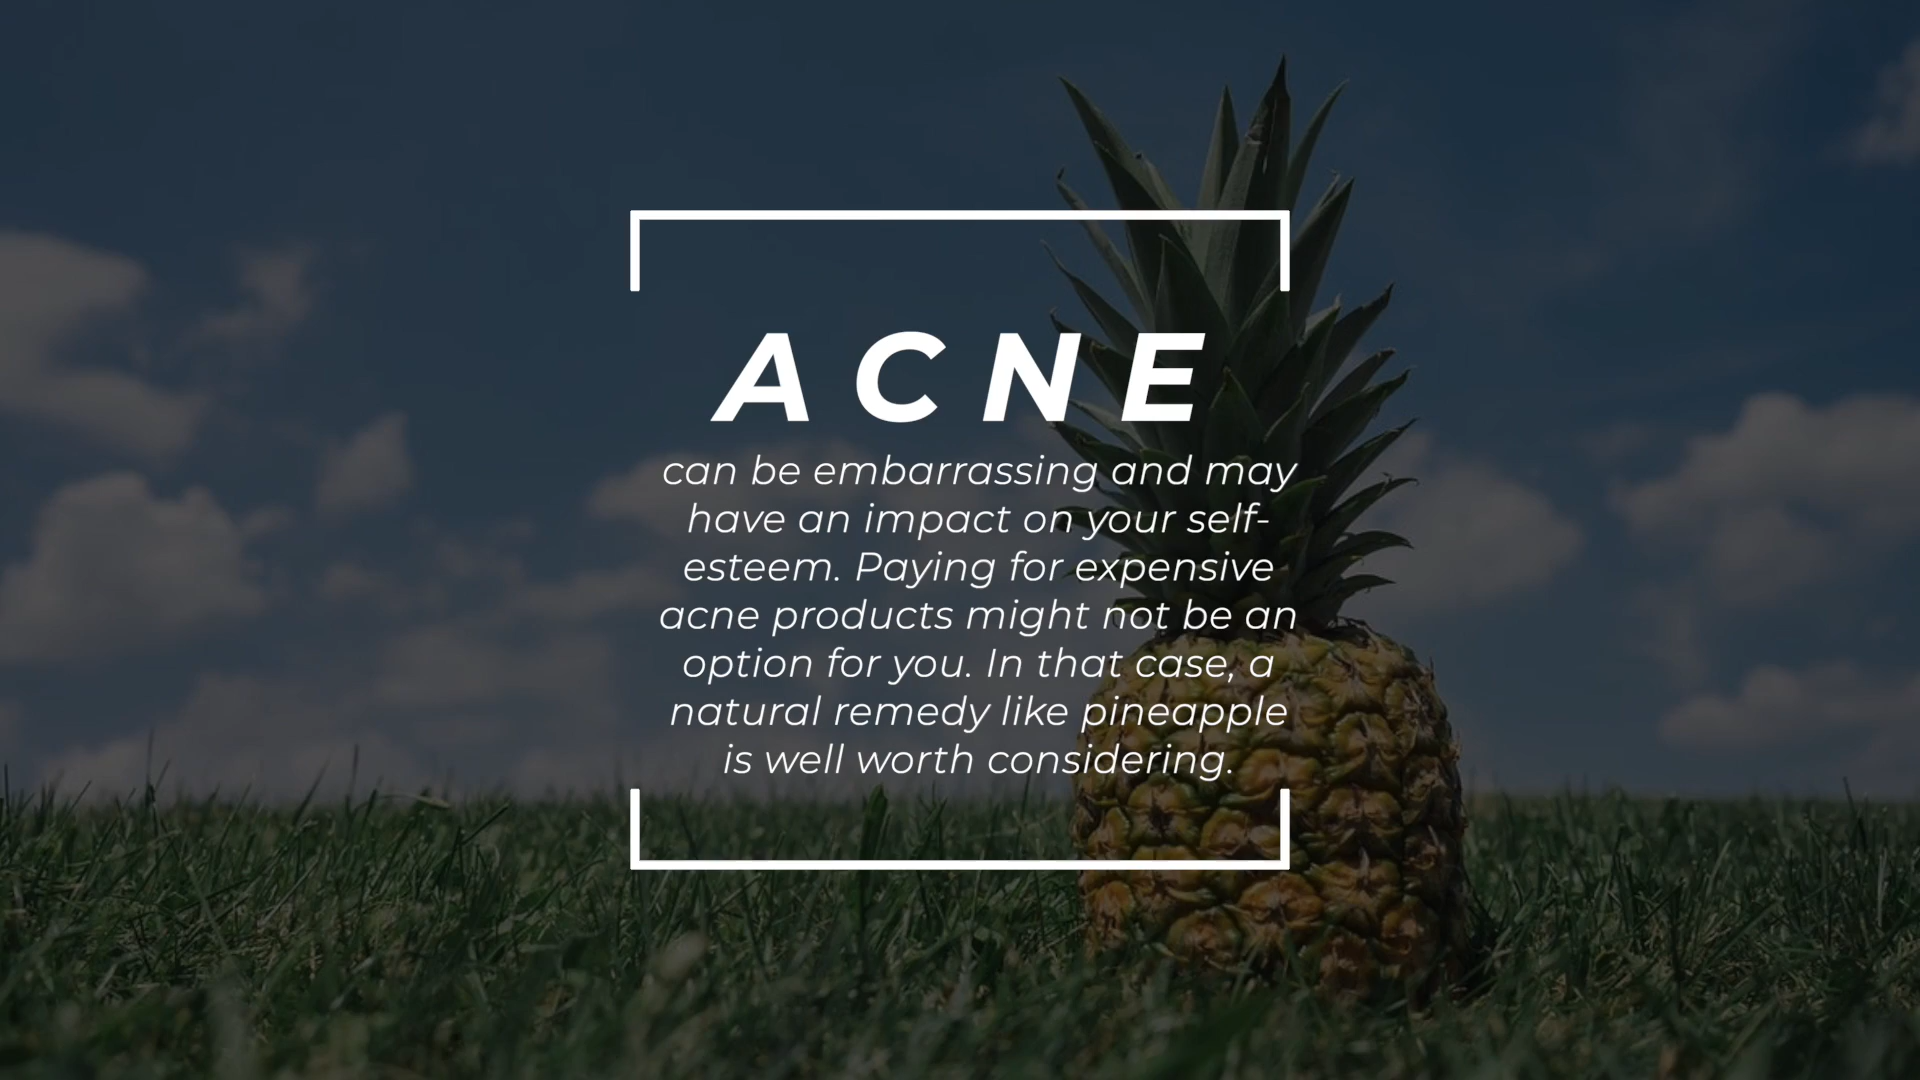 ACNE
can be embarrassing and may
have an impact on your self-
esteem. Paying for expensive
acne products might not be an
option for you. In that case, a
natural remedy like pineapple
is well worth considering.